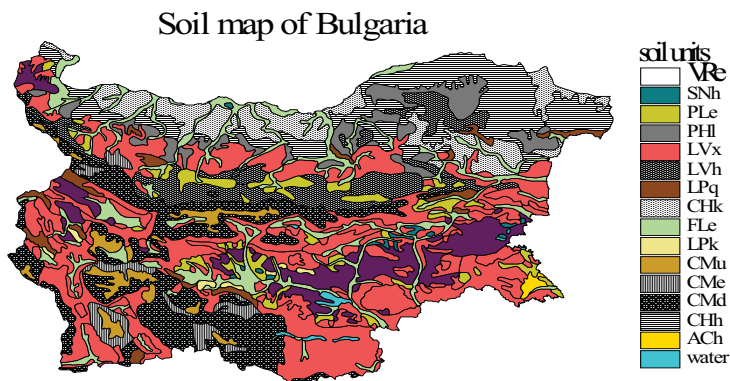 Soil map of Bulgaria
soil units
VRe
SNh
PLe
PHl
LVx
LVh
LPq
CHk
FLe
LPk
CMu
CMe
CMd
CHh
ACh
water